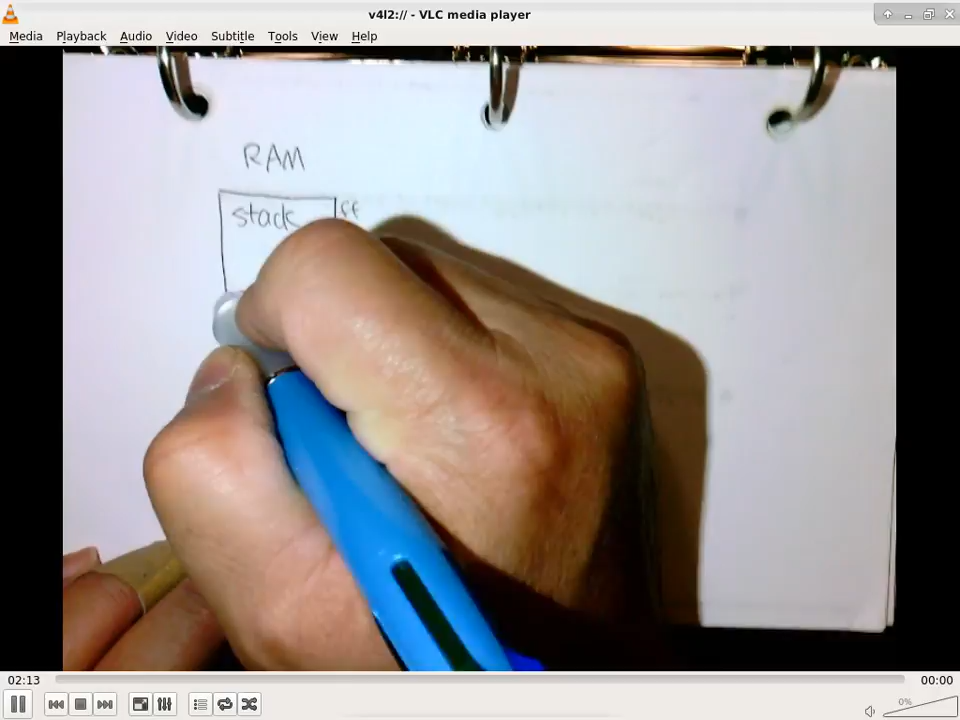 v4l2:// - VLC media player
Media Playback Audio Video Subtitle Tools View Help
RAM
stack
ff
02:13
00:00
0%